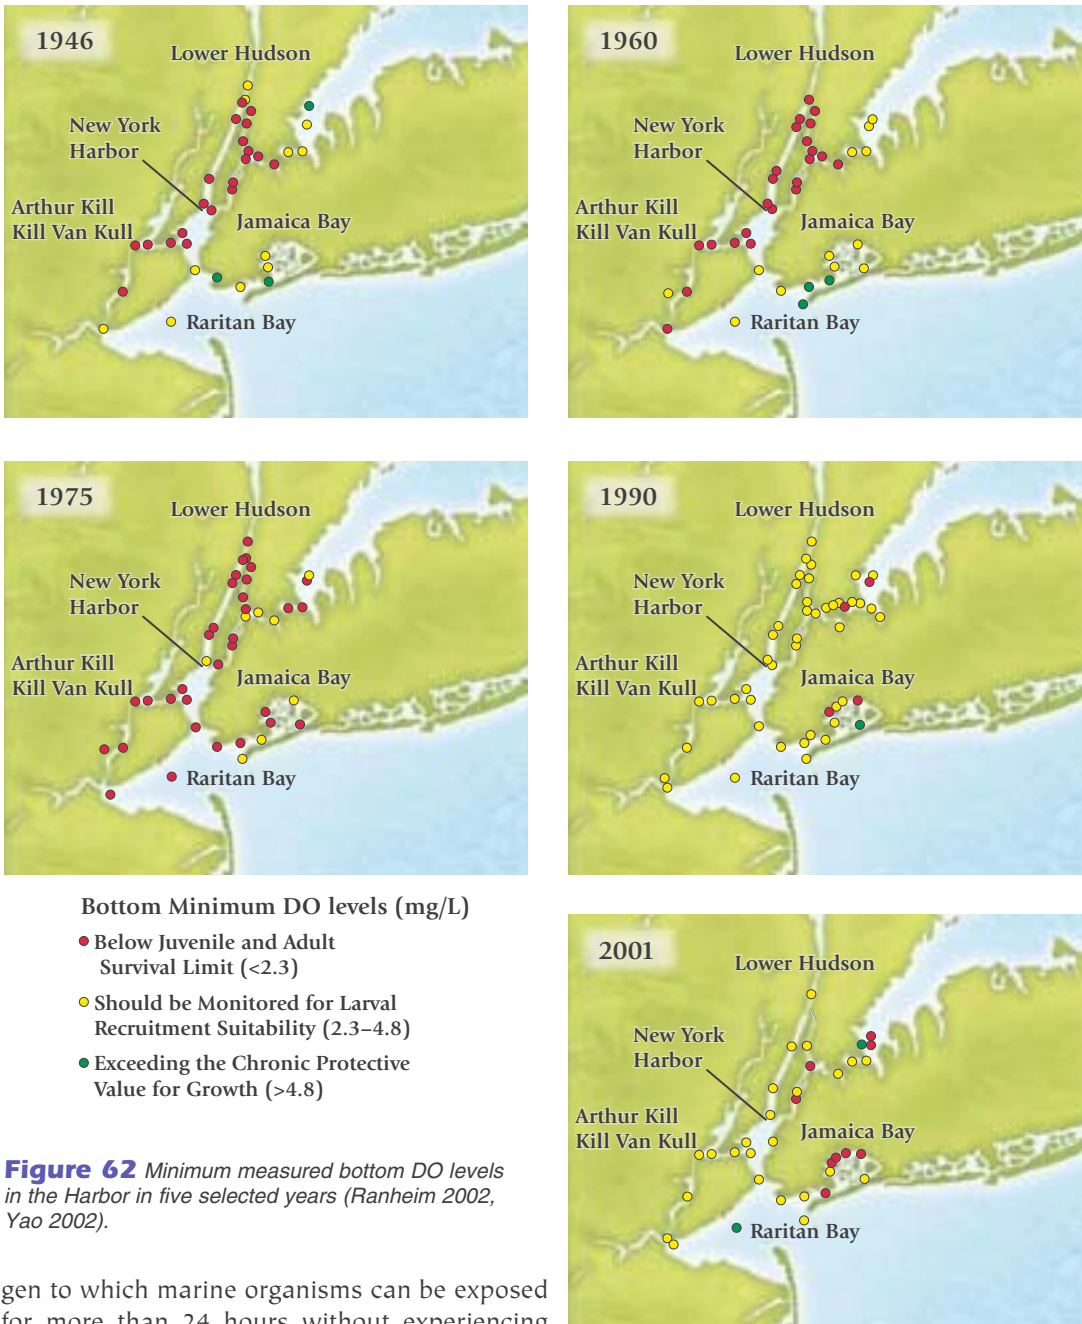 1946
Lower Hudson
New York
Harbor
Arthur Kill
Kill Van Kull
Jamaica Bay
Raritan Bay
1960
Lower Hudson
New York
Harbor
Arthur Kill
Kill Van Kull
Jamaica Bay
Raritan Bay
1975
Lower Hudson
New York
Harbor
Arthur Kill
Kill Van Kull
Jamaica Bay
Raritan Bay
1990
Lower Hudson
New York
Harbor
Arthur Kill
Kill Van Kull
Jamaica Bay
Raritan Bay
Bottom Minimum DO levels (mg/L)
Below Juvenile and Adult
Survival Limit (<2.3)
Should be Monitored for Larval
Recruitment Suitability (2.3–4.8)
Exceeding the Chronic Protective
Value for Growth (>4.8)
2001
Lower Hudson
New York
Harbor
Arthur Kill
Kill Van Kull
Jamaica Bay
Raritan Bay
Figure 62 Minimum measured bottom DO levels
in the Harbor in five selected years (Ranheim 2002,
Yao 2002).
gen to which marine organisms can be exposed
for more than 24 hours without experiencing